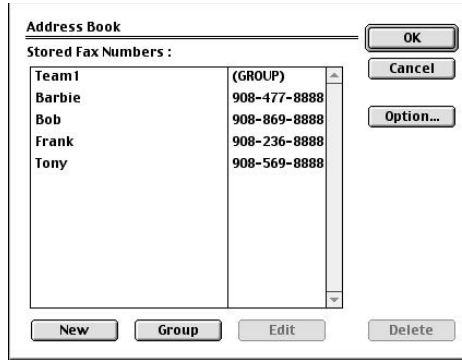 Address Book
OK
Stored Fax Numbers :
Cancel
Team1 (GROUP)
Barbie 908-477-8888
Bob 908-869-8888
Option...
Frank 908-236-8888
Tony 908-569-8888
New Group Edit Delete